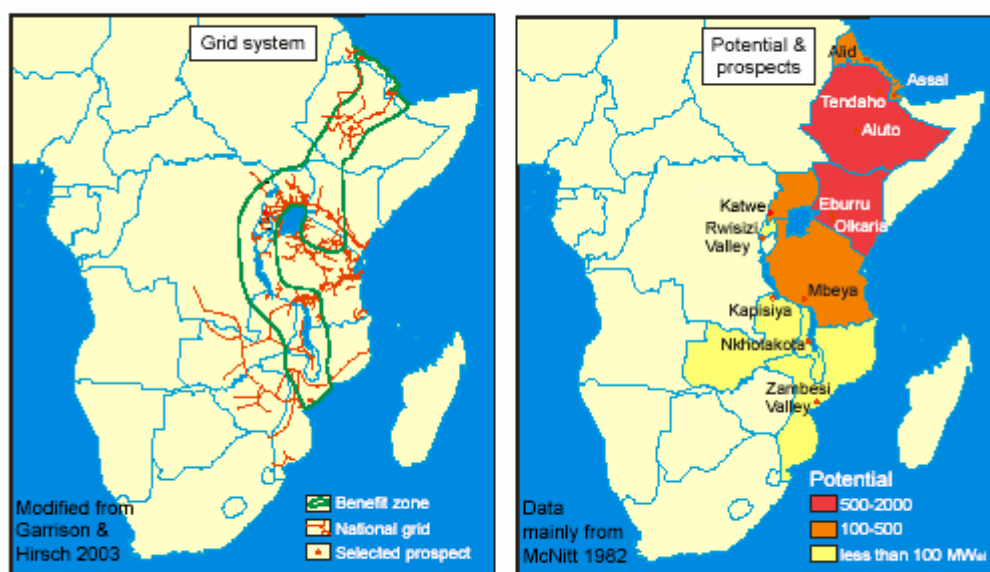 Grid system
Modified from
Garrison &
Hirsch 2003
Benefit zone
National grid
Selected prospect
Potential &
prospects
Alid
Assal
Tendaho
Aluto
Eburru
Olkaria
Katwe
Rwisizi
Valley
Mbeya
Kapisiya
Nkhotakota
Zambesi
Valley
Data
mainly from
McNitt 1982
Potential
500-2000
100-500
less than 100 MWel